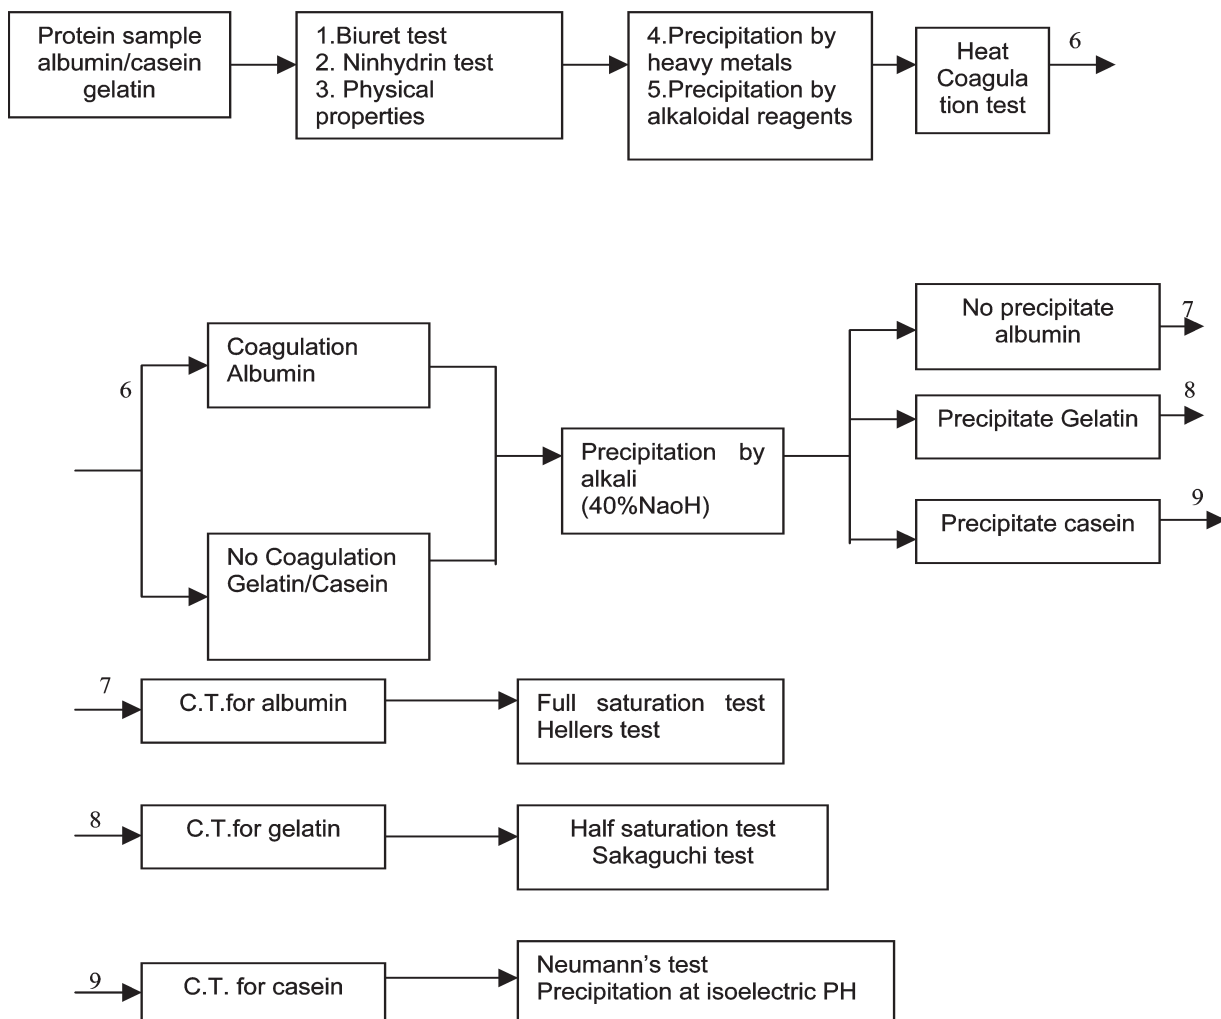 Protein sample
albumin/casein
gelatin
1.Biuret test
2. Ninhydrin test
3. Physical
properties
4.Precipitation by
heavy metals
5.Precipitation by
alkaloidal reagents
Heat
Coagula
tion test
6
6
Coagulation
Albumin
No Coagulation
Gelatin/Casein
Precipitation by
alkali
(40%NaoH)
No precipitate
albumin
7
Precipitate Gelatin
8
Precipitate casein
9
7
C.T.for albumin
Full saturation test
Hellers test
8
C.T.for gelatin
Half saturation test
Sakaguchi test
9
C.T. for casein
Neumann’s test
Precipitation at isoelectric PH